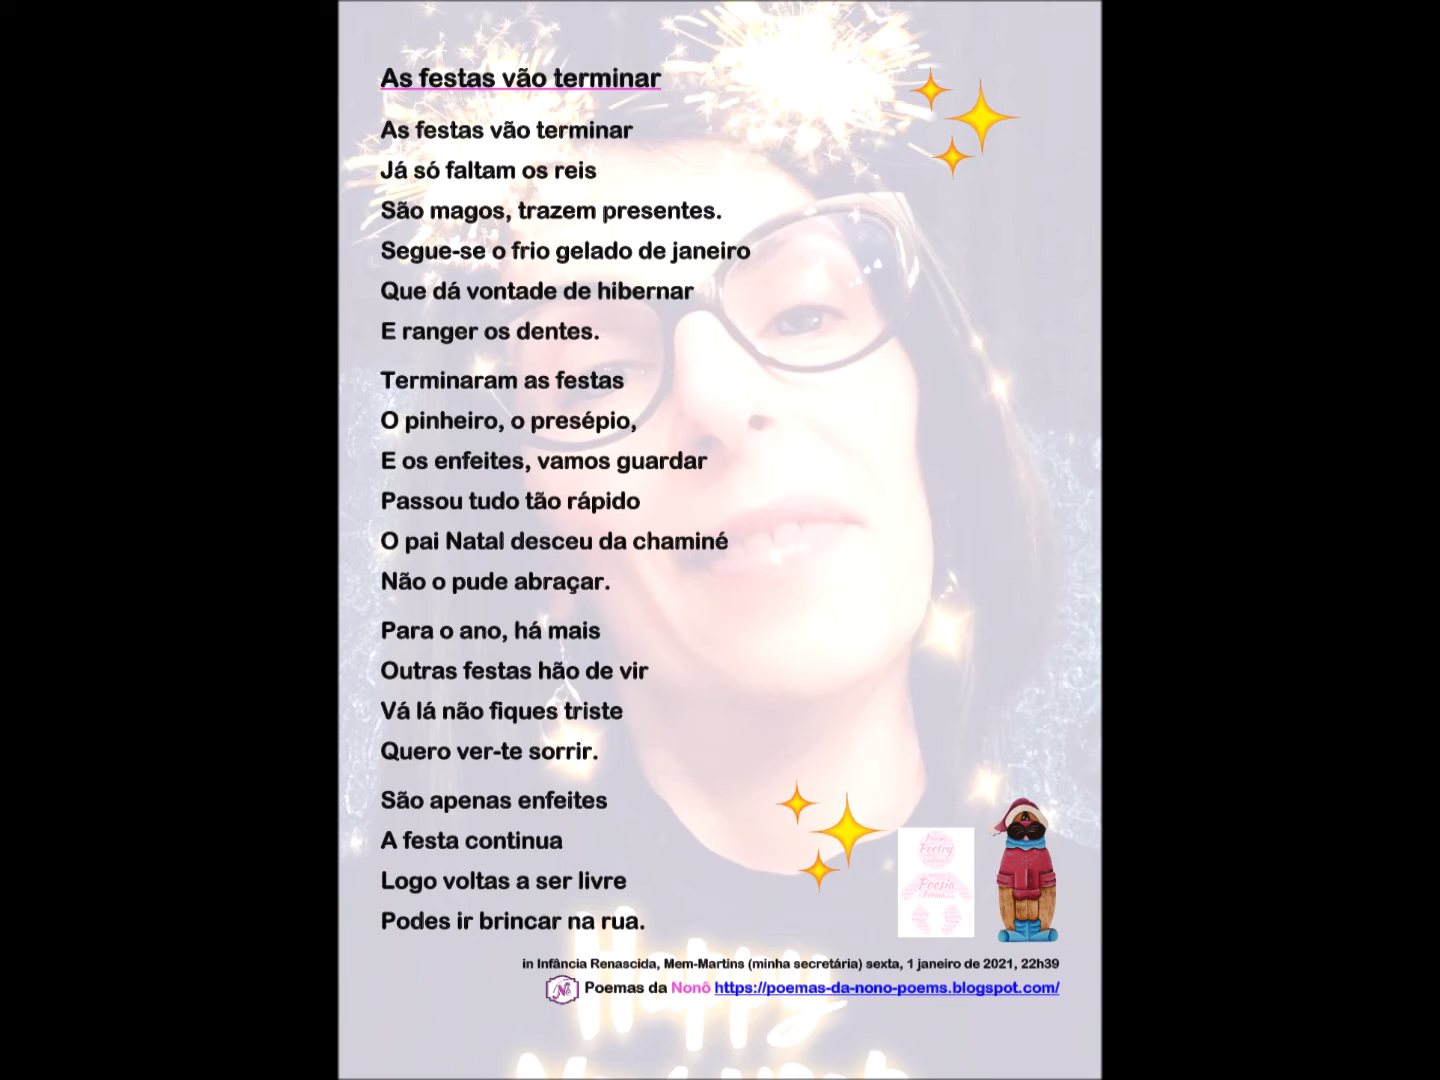 As festas vão terminar
As festas vão terminar
Já só faltam os reis
São magos, trazem presentes.
Segue-se o frio gelado de janeiro
Que dá vontade de hibernar
E ranger os dentes.
Terminaram as festas
O pinheiro, o presépio,
E os enfeites, vamos guardar
Passou tudo tão rápido
O pai Natal desceu da chaminé
Não o pude abraçar.
Para o ano, há mais
Outras festas hão de vir
Vá lá não fiques triste
Quero ver-te sorrir.
São apenas enfeites
A festa continua
Logo voltas a ser livre
Podes ir brincar na rua.
Poetry
Poesia
in Infância Renascida, Mem-Martins (minha secretária) sexta, 1 janeiro de 2021, 22h39
Poemas da Nonô https://poemas-da-nono-poems.blogspot.com/
Happy